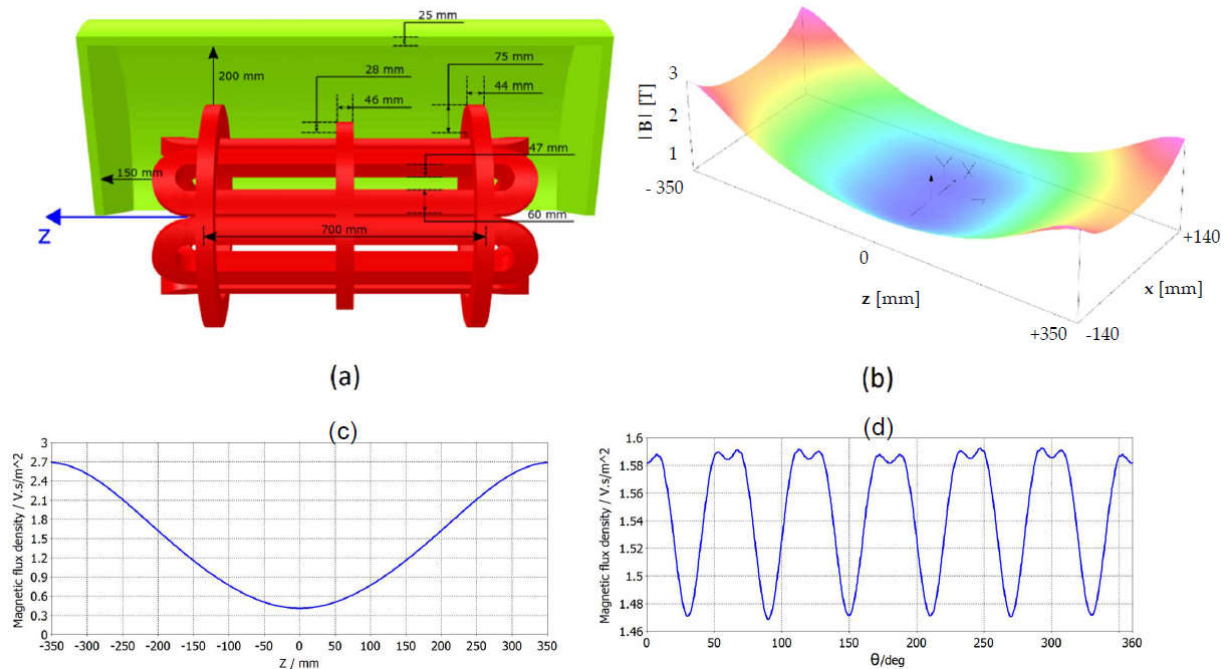 25 mm
200 mm
28 mm
46 mm
75 mm
44 mm
47 mm
150 mm
60 mm
Z
700 mm
(a)
| B | [T]
3
2
1
- 350
0
z [mm]
+350
-140
x [mm]
+140
Y X
(b)
(c)
Magnetic flux density / V.s/m^2
3
2.7
2.4
2.1
1.8
1.5
1.2
0.9
0.6
0.3
0
-350 -300 -250 -200 -150 -100 -50 0 50 100 150 200 250 300 350
Z / mm
(d)
Magnetic flux density / V.s/m^2
1.6
1.58
1.56
1.54
1.52
1.5
1.48
1.46
0 50 100 150 200 250 300 360
θ/deg